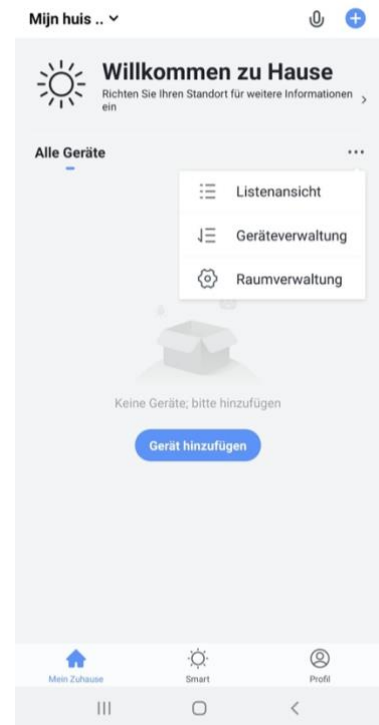 Mijn huis ..
Willkommen zu Hause
Richten Sie Ihren Standort für weitere Informationen
ein
Alle Geräte
Listenansicht
Geräteverwaltung
Raumverwaltung
Keine Geräte; bitte hinzufügen
Gerät hinzufügen
Mein Zuhause
Smart
Profil